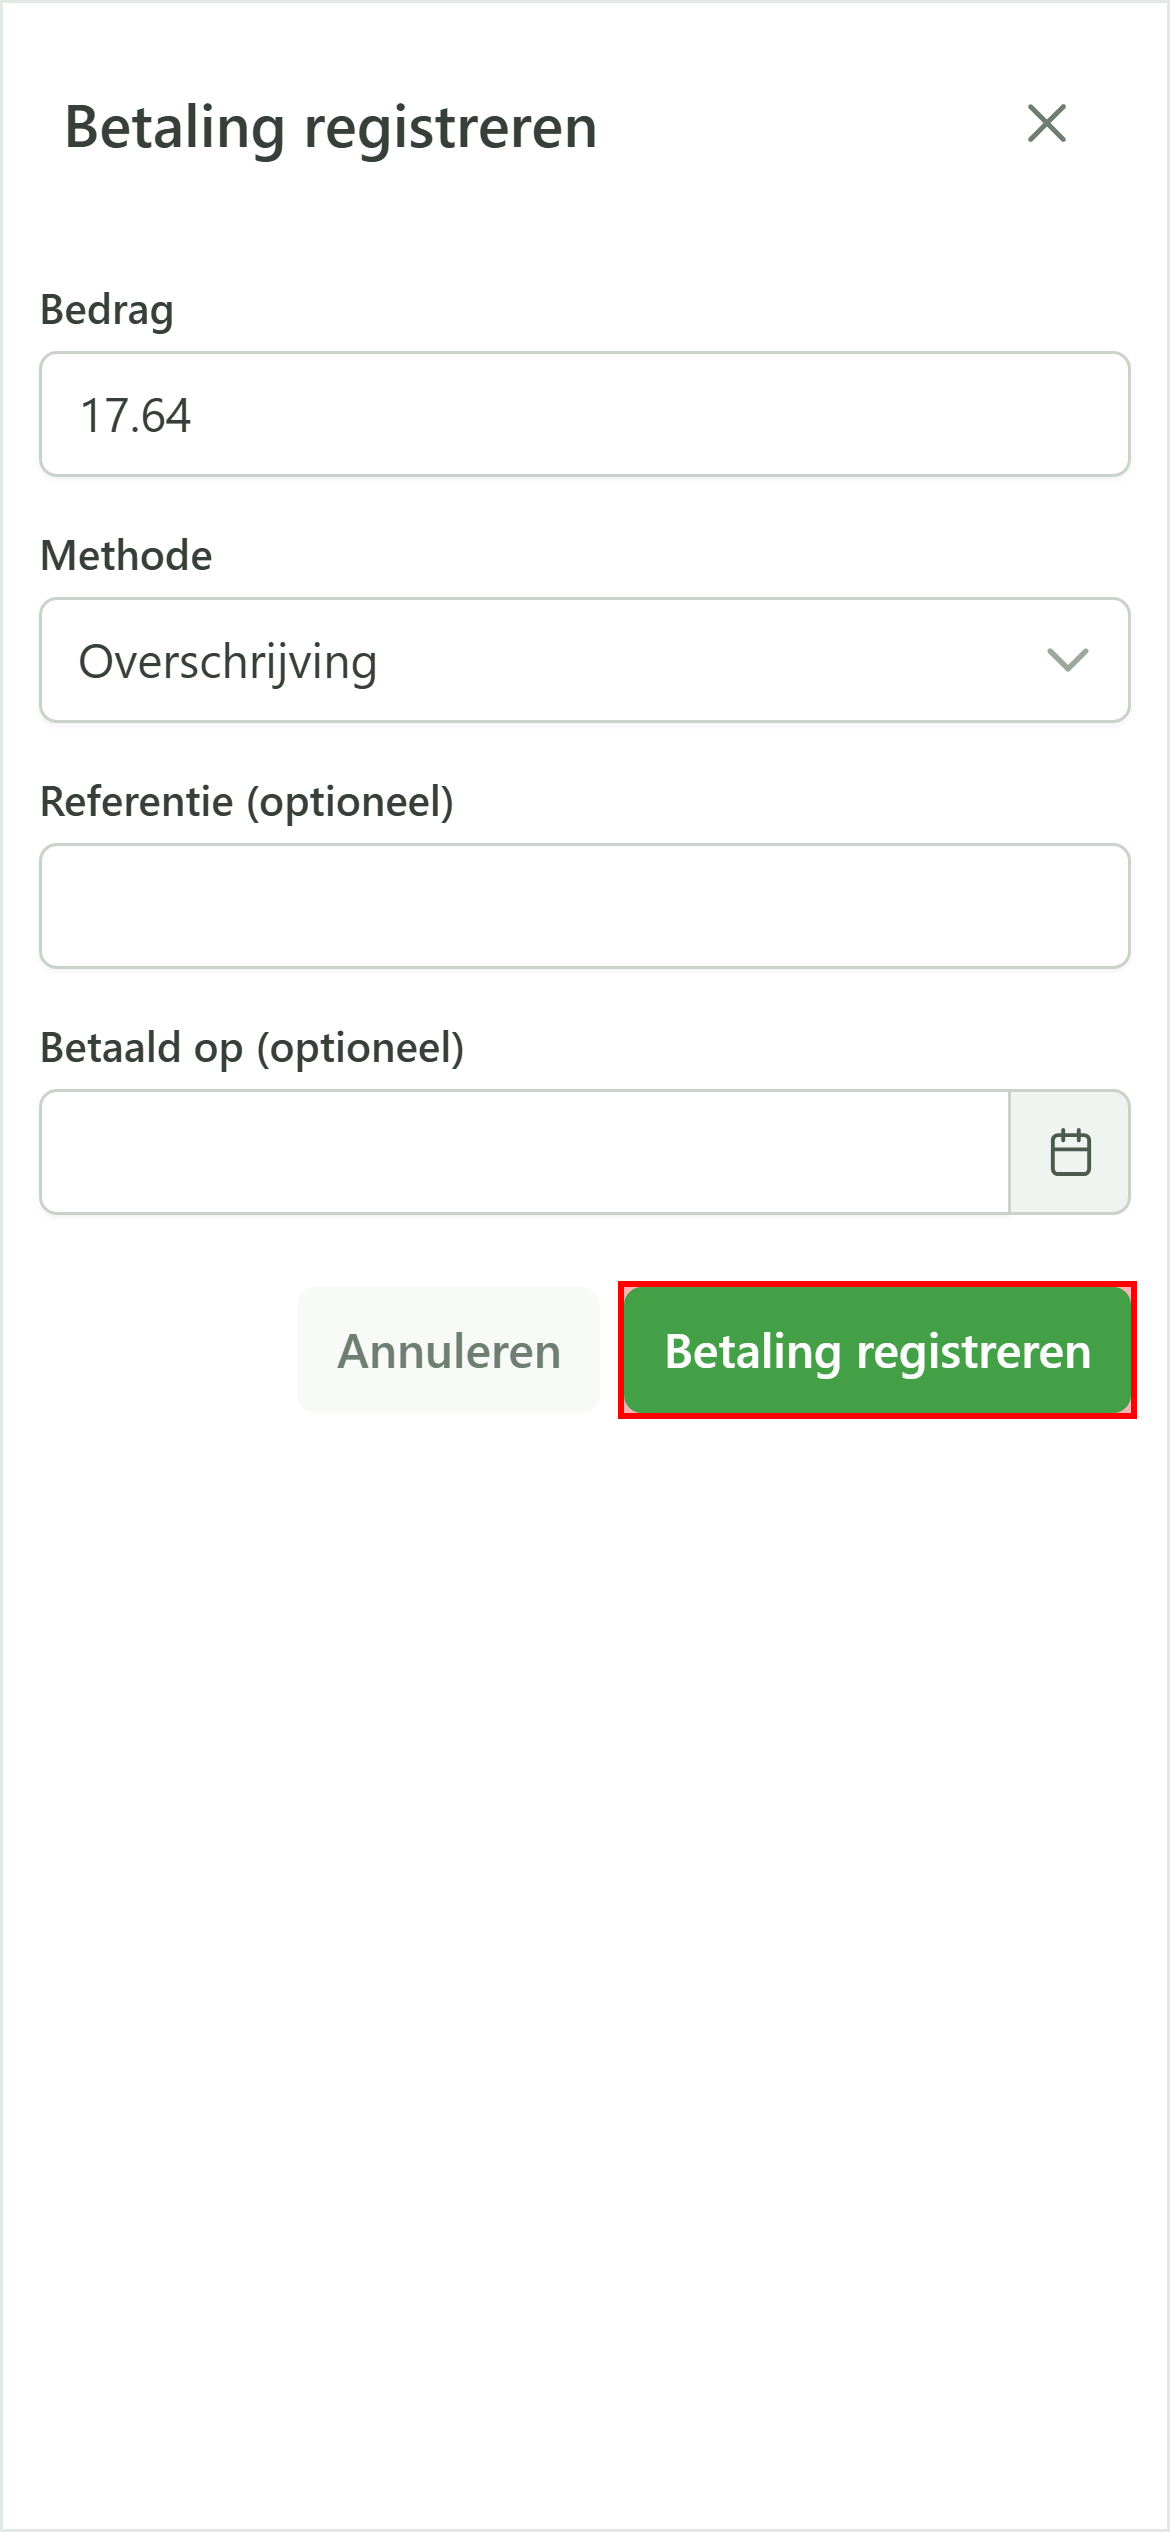 Betaling registreren
Bedrag
17.64
Methode
Overschrijving
Referentie (optioneel)
Betaald op (optioneel)
Annuleren
Betaling registreren